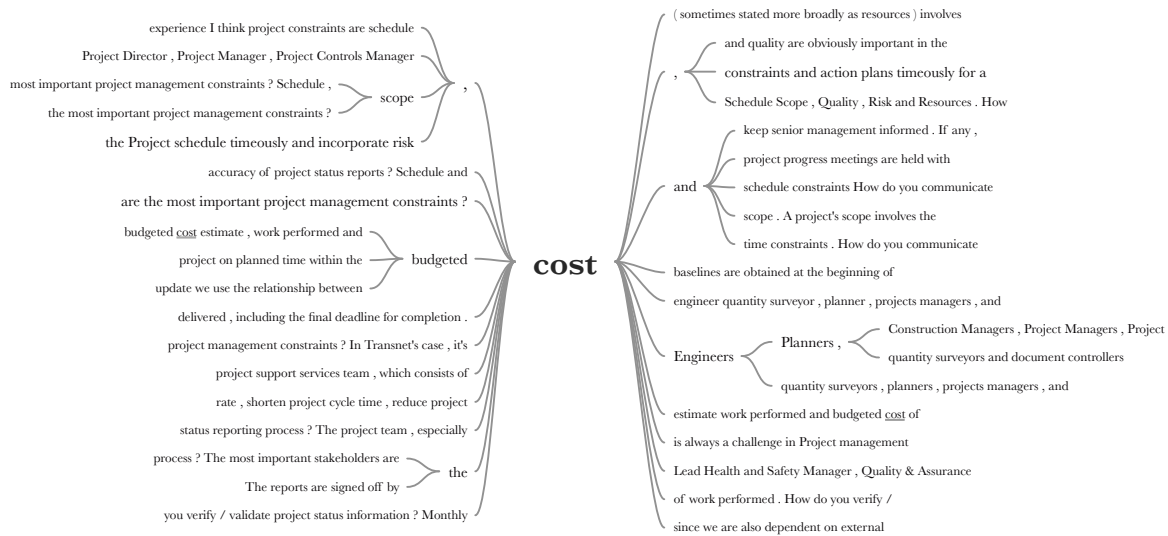 experience I think project constraints are schedule
Project Director , Project Manager , Project Controls Manager
most important project management constraints ? Schedule ,
the most important project management constraints ?
scope
the Project schedule timeously and incorporate risk
,
accuracy of project status reports ? Schedule and
are the most important project management constraints ?
budgeted cost estimate , work performed and
project on planned time within the
update we use the relationship between
budgeted
delivered , including the final deadline for completion .
project management constraints ? In Transnet's case , it's
project support services team , which consists of
rate , shorten project cycle time , reduce project
status reporting process ? The project team , especially
process ? The most important stakeholders are
The reports are signed off by
the
you verify / validate project status information ? Monthly
cost
( sometimes stated more broadly as resources ) involves
,
and quality are obviously important in the
constraints and action plans timeously for a
Schedule Scope , Quality , Risk and Resources . How
and
keep senior management informed . If any ,
project progress meetings are held with
schedule constraints How do you communicate
scope . A project's scope involves the
time constraints . How do you communicate
baselines are obtained at the beginning of
engineer quantity surveyor , planner , projects managers , and
Engineers
Planners ,
Construction Managers , Project Managers , Project
quantity surveyors and document controllers
quantity surveyors , planners , projects managers , and
estimate work performed and budgeted cost of
is always a challenge in Project management
Lead Health and Safety Manager , Quality & Assurance
of work performed . How do you verify /
since we are also dependent on external